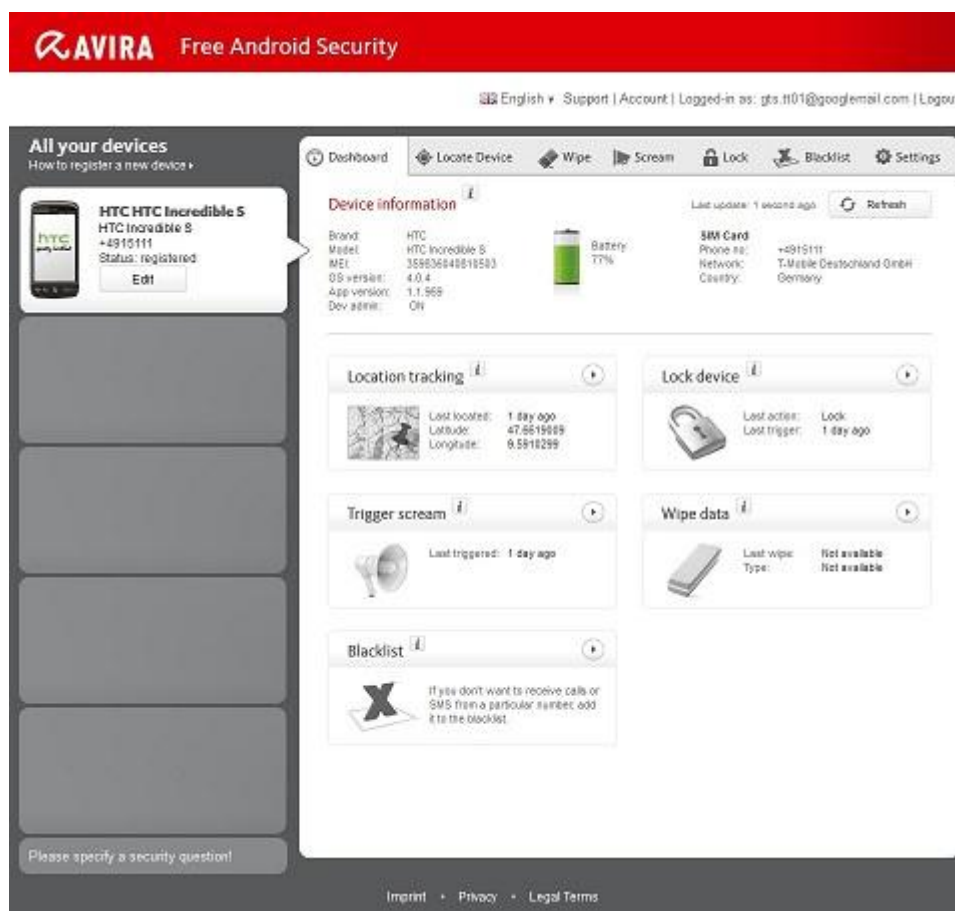 AVIRA Free Android Security
English Support | Account | Logged-in as: gts.tt01@googlemail.com | Logou
All your devices
How to register a new device
HTC HTC Incredible S
HTC Incredible S
+4915111
Status: registered
Edit
Dashboard Locate Device Wipe Scream Lock Blacklist Settings
Device information i
Last update: 1 second ago Refresh
Brand: HTC
Model: HTC Incredible S
IMEI:
OS version: 4.0.4
App version: 1.1.969
Dev admin: ON
Battery
77%
SIM Card
Phone no: +4915111
Network: T-Mobile Deutschland GmbH
Country: Germany
Location tracking i
Last located: 1 day ago
Latitude: 47.6619009
Longitude: 9.5910299
Lock device i
Last action: Lock
Last trigger: 1 day ago
Trigger scream i
Last triggered: 1 day ago
Wipe data i
Last wipe: Not available
Type: Not available
Blacklist i
If you don't want to receive calls or
SMS from a particular number, add
it to the blacklist.
Please specify a security question!
Imprint • Privacy • Legal Terms